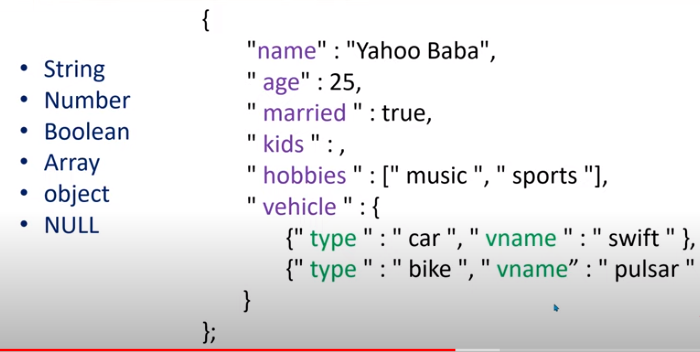 • String
• Number
• Boolean
• Array
• object
• NULL
{
"name" : "Yahoo Baba",
" age" : 25,
" married " : true,
" kids " : ,
" hobbies " : [" music ", " sports "],
" vehicle " : {
{" type " : " car ", " vname " : " swift " },
{" type " : " bike ", " vname” : " pulsar "
}
};